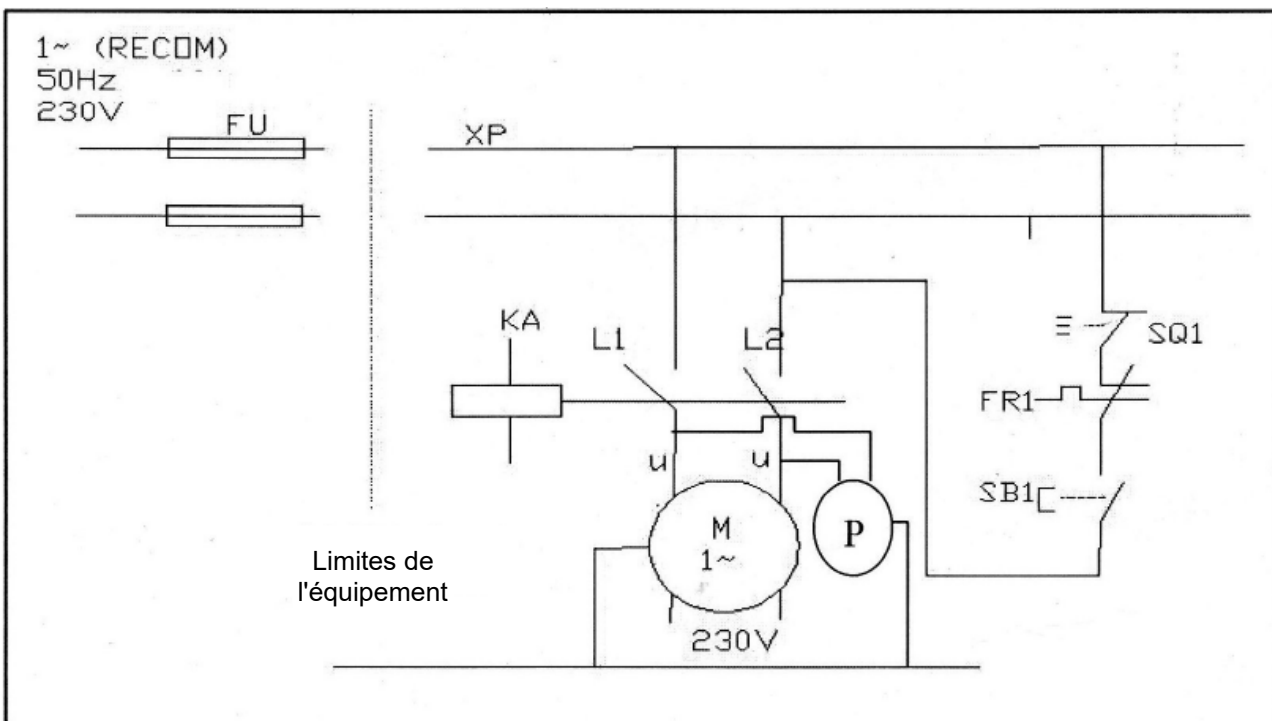 1~ (RECOM)
50Hz
230V
FU
XP
KA
L1
L2
SQ1
FR1
u
u
SB1
M
1~
P
Limites de
l'équipement
230V